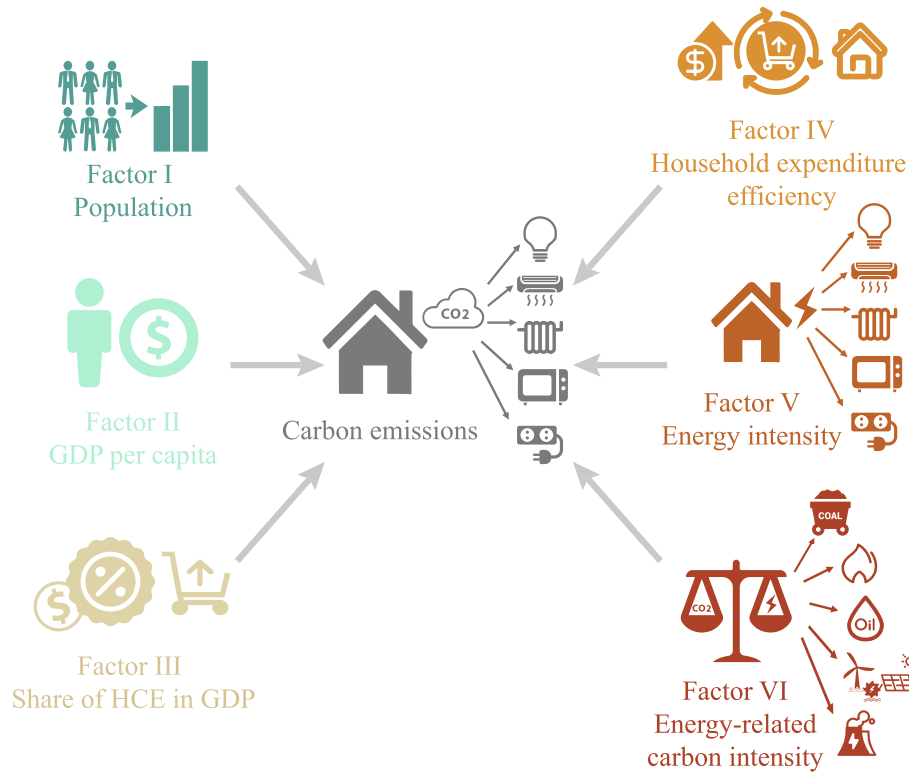 Factor I
Population
Factor II
GDP per capita
Factor III
Share of HCE in GDP
$
%
$
CO2
Carbon emissions
$
Factor IV
Household expenditure
efficiency
Factor V
Energy intensity
COAL
CO2
Oil
Factor VI
Energy-related
carbon intensity